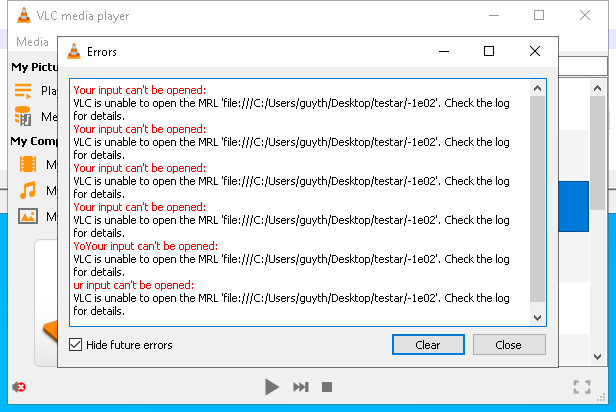 VLC media player
Media
Errors
My Pictu
Pla
Me
My Comp
My
My
My
Your input can't be opened:
VLC is unable to open the MRL 'file:///C:/Users/guyth/Desktop/testar/-1e02'. Check the log
for details.
Your input can't be opened:
VLC is unable to open the MRL 'file:///C:/Users/guyth/Desktop/testar/-1e02'. Check the log
for details.
Your input can't be opened:
VLC is unable to open the MRL 'file:///C:/Users/guyth/Desktop/testar/-1e02'. Check the log
for details.
Your input can't be opened:
VLC is unable to open the MRL 'file:///C:/Users/guyth/Desktop/testar/-1e02'. Check the log
for details.
YoYour input can't be opened:
VLC is unable to open the MRL 'file:///C:/Users/guyth/Desktop/testar/-1e02'. Check the log
for details.
ur input can't be opened:
VLC is unable to open the MRL 'file:///C:/Users/guyth/Desktop/testar/-1e02'. Check the log
for details.
Hide future errors
Clear
Close